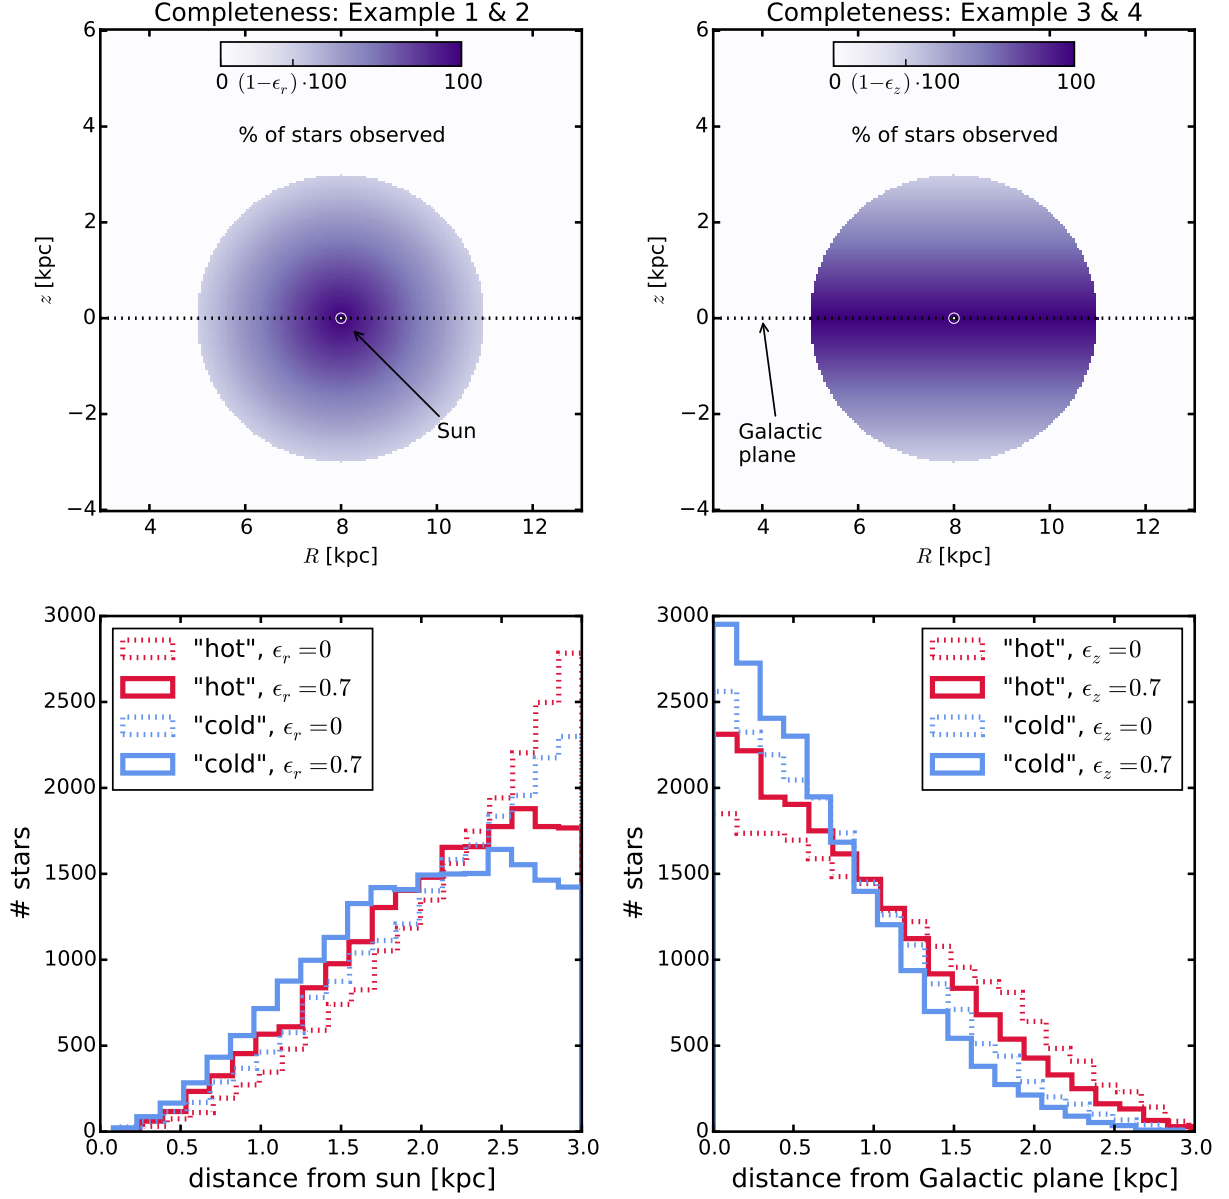 Completeness: Example 1 & 2
6
4
2
0
−2
−4
z [kpc]
0 (1−ϵ_r)·100 100
% of stars observed
Sun
4 6 8 10 12
R [kpc]
Completeness: Example 3 & 4
6
4
2
0
−2
−4
z [kpc]
0 (1−ϵ_z)·100 100
% of stars observed
Galactic
plane
4 6 8 10 12
R [kpc]
3000
2500
2000
1500
1000
500
0
# stars
"hot", ϵ_r=0
"hot", ϵ_r=0.7
"cold", ϵ_r=0
"cold", ϵ_r=0.7
0.0 0.5 1.0 1.5 2.0 2.5 3.0
distance from sun [kpc]
3000
2500
2000
1500
1000
500
0
# stars
"hot", ϵ_z=0
"hot", ϵ_z=0.7
"cold", ϵ_z=0
"cold", ϵ_z=0.7
0.0 0.5 1.0 1.5 2.0 2.5 3.0
distance from Galactic plane [kpc]